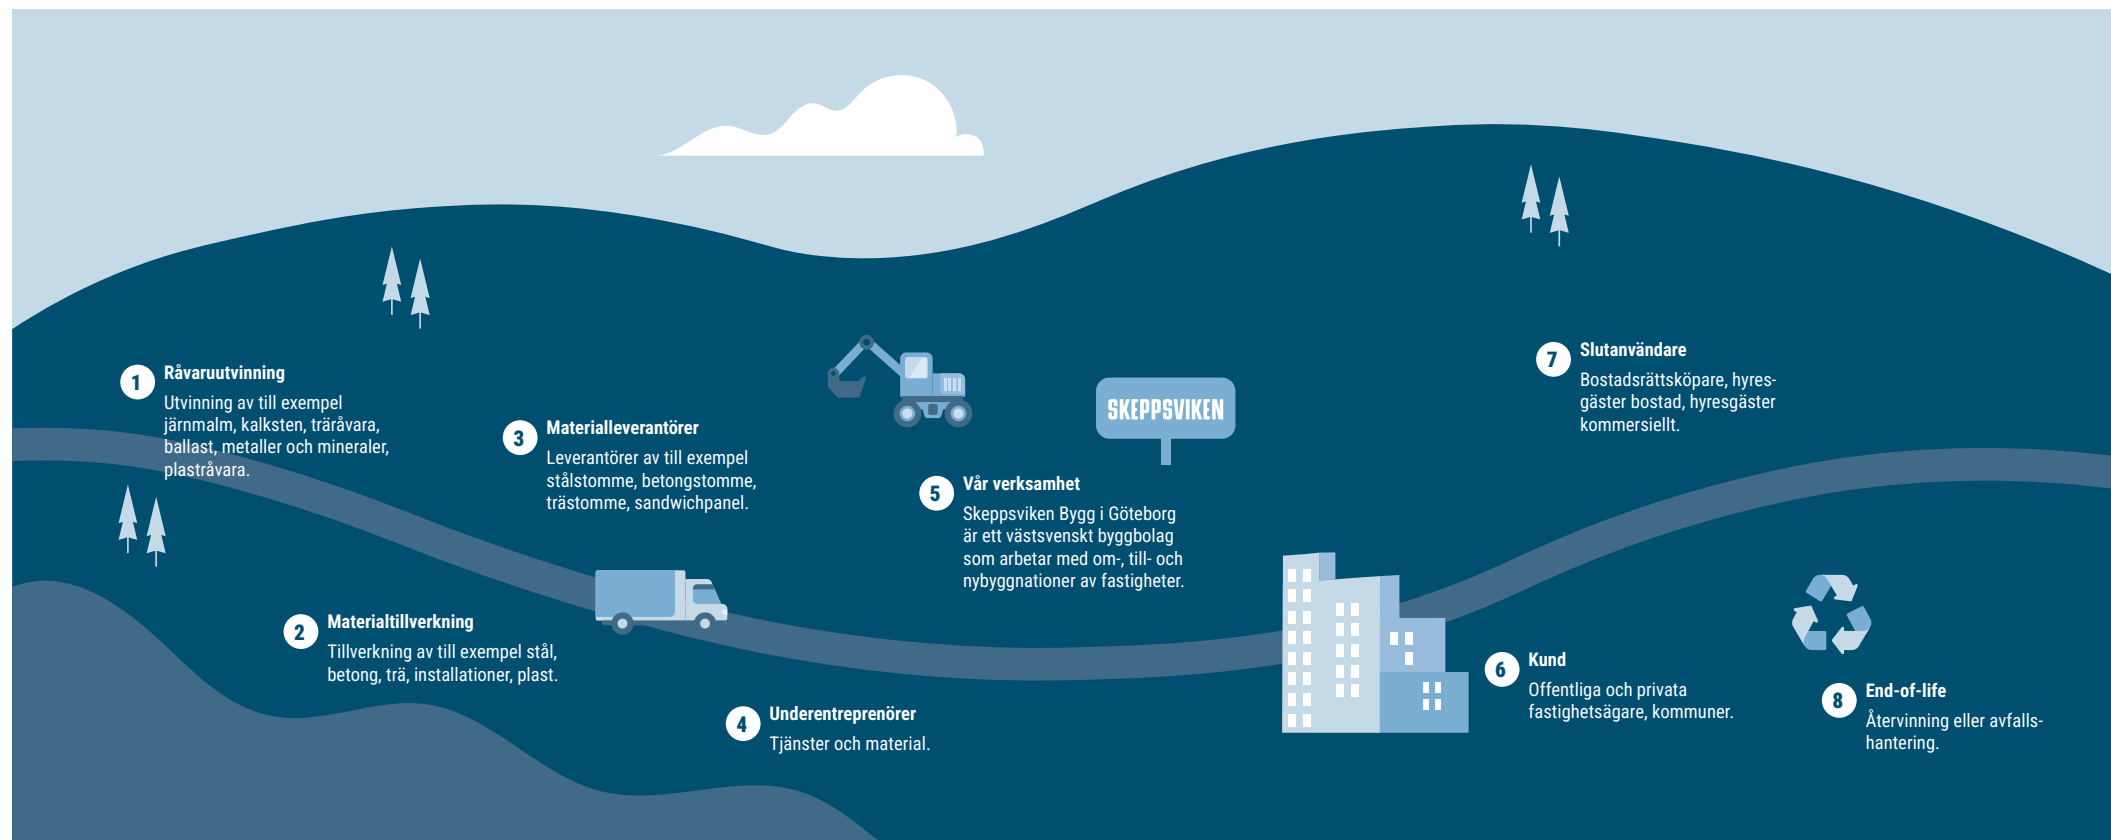 1
Råvaruutvinning
Utvinning av till exempel
järnmalm, kalksten, träråvara,
ballast, metaller och mineraler,
plastråvara.
2
Materialtillverkning
Tillverkning av till exempel stål,
betong, trä, installationer, plast.
3
Materialleverantörer
Leverantörer av till exempel
stålstomme, betongstomme,
trästomme, sandwichpanel.
4
Underentreprenörer
Tjänster och material.
SKEPPSVIKEN
5
Vår verksamhet
Skeppsviken Bygg i Göteborg
är ett västsvenskt byggbolag
som arbetar med om-, till- och
nybyggnationer av fastigheter.
6
Kund
Offentliga och privata
fastighetsägare, kommuner.
7
Slutanvändare
Bostadsrättsköpare, hyres-
gäster bostad, hyresgäster
kommersiellt.
8
End-of-life
Återvinning eller avfalls-
hantering.